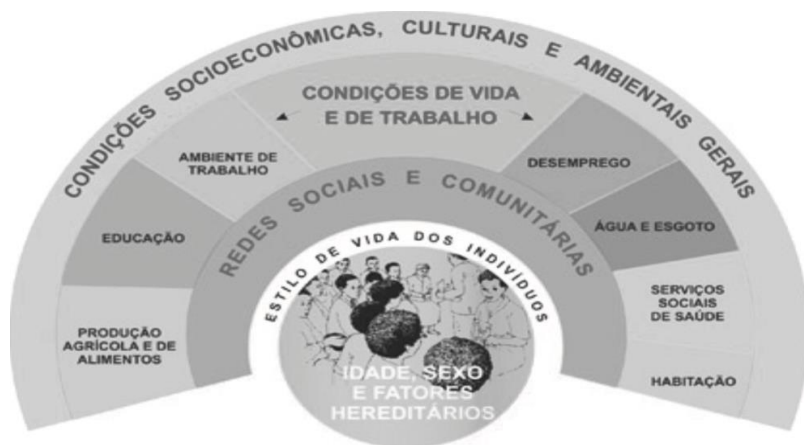 CONDIÇÕES SOCIOECONÔMICAS, CULTURAIS E AMBIENTAIS GERAIS
CONDIÇÕES DE VIDA
E DE TRABALHO
AMBIENTE DE
TRABALHO
DESEMPREGO
REDES SOCIAIS E COMUNITÁRIAS
EDUCAÇÃO
ÁGUA E ESGOTO
ESTILO DE VIDA DOS INDIVÍDUOS
SERVIÇOS
SOCIAIS
DE SAÚDE
PRODUÇÃO
AGRÍCOLA E DE
ALIMENTOS
HABITAÇÃO
IDADE, SEXO
E FATORES
HEREDITÁRIOS